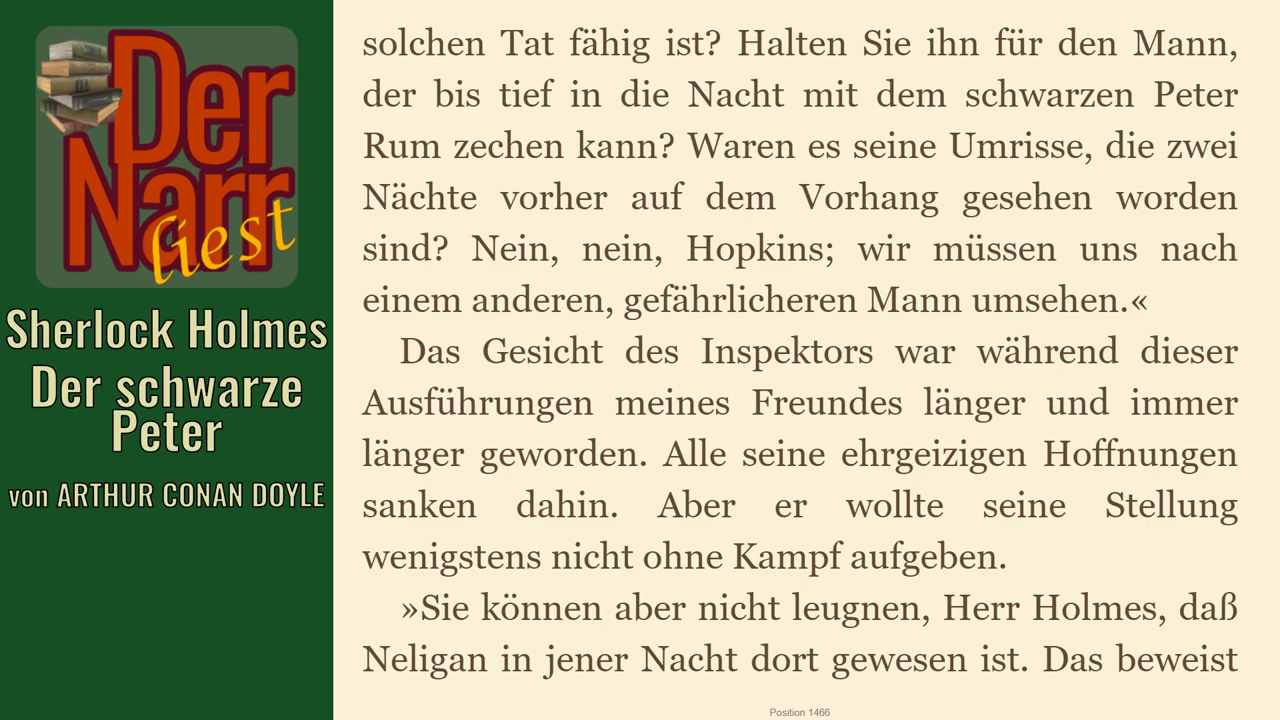 Der
Narr
liest
Sherlock Holmes
Der schwarze
Peter
von ARTHUR CONAN DOYLE
solchen Tat fähig ist? Halten Sie ihn für den Mann,
der bis tief in die Nacht mit dem schwarzen Peter
Rum zechen kann? Waren es seine Umrisse, die zwei
Nächte vorher auf dem Vorhang gesehen worden
sind? Nein, nein, Hopkins; wir müssen uns nach
einem anderen, gefährlicheren Mann umsehen.«
Das Gesicht des Inspektors war während dieser
Ausführungen meines Freundes länger und immer
länger geworden. Alle seine ehrgeizigen Hoffnungen
sanken dahin. Aber er wollte seine Stellung
wenigstens nicht ohne Kampf aufgeben.
»Sie können aber nicht leugnen, Herr Holmes, daß
Neligan in jener Nacht dort gewesen ist. Das beweist
Position 1466